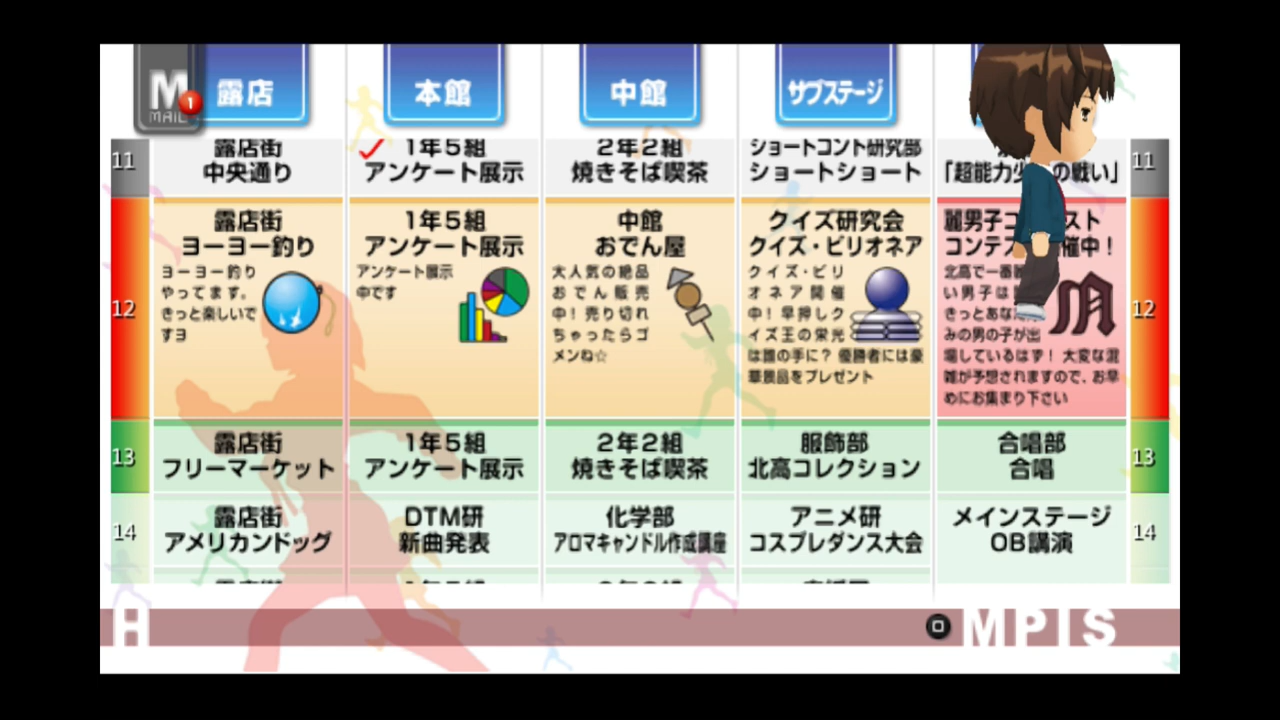 M
1
MAIL
露店
本館
中館
サブステージ
11
露店街
中央通り
1年5組
アンケート展示
2年2組
焼きそば喫茶
ショートコント研究部
ショートショート
「超能力少
の戦い」
11
12
露店街
ヨーヨー釣り
ヨーヨー釣り
やってます。
きっと楽しいで
すヨ
1年5組
アンケート展示
アンケート展示
中です
中館
おでん屋
大人気の絶品
おでん販売
中！売り切れ
ちゃったらゴ
メンね☆
クイズ研究会
クイズ・ビリオネア
クイズ・ビリ
オネア開催
中！早押しク
イズ王の栄光
は誰の手に？優勝者には豪
華景品をプレゼント
麗男子コ
スト
コンテス
催中！
北高で一番
い男子は
きっとあな
みの男の子が出
場しているはず！大変な混
雑が予想されますので、お早
めにお集まり下さい
12
13
露店街
フリーマーケット
1年5組
アンケート展示
2年2組
焼きそば喫茶
服飾部
北高コレクション
合唱部
合唱
13
14
露店街
アメリカンドッグ
DTM研
新曲発表
化学部
アロマキャンドル作成講座
アニメ研
コスプレダンス大会
メインステージ
OB講演
14
H
MPIS